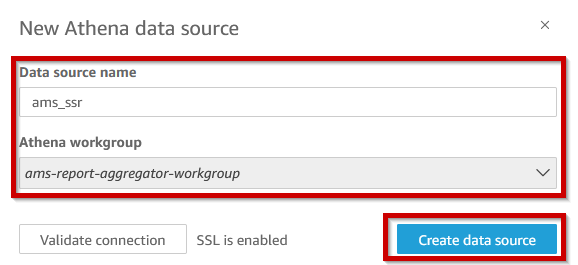 New Athena data source
Data source name
ams_ssr
Athena workgroup
ams-report-aggregator-workgroup
Validate connection SSL is enabled Create data source